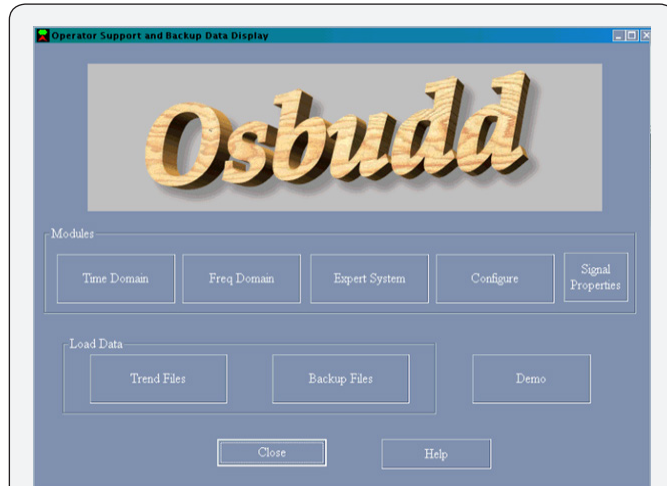 Operator Support and Backup Data Display
Osbudd
Modules
Time Domain
Freq Domain
Expert System
Configure
Signal
Properties
Load Data
Trend Files
Backup Files
Demo
Close
Help